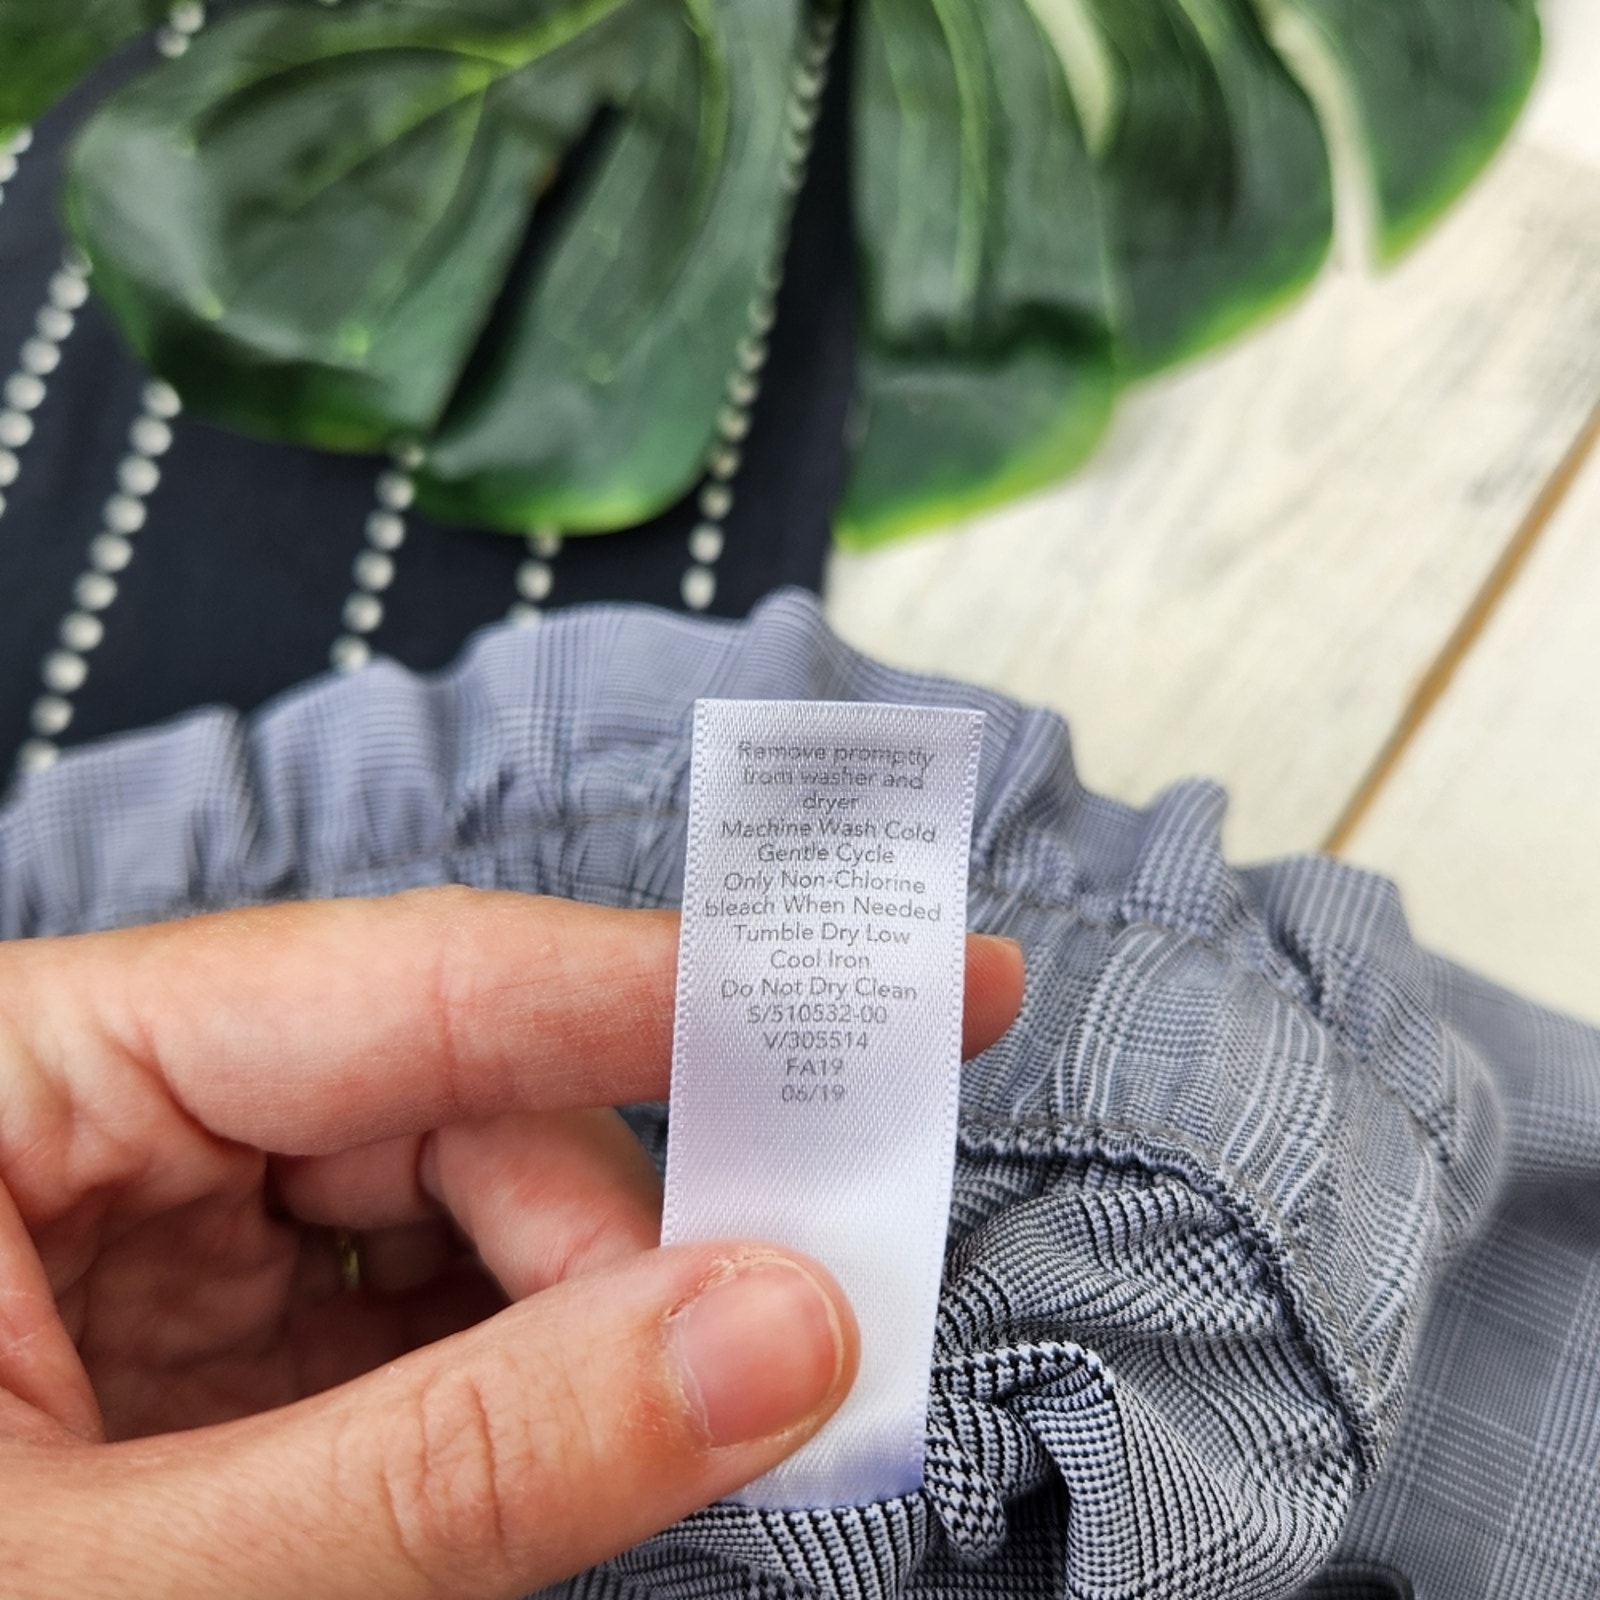 Remove promptly
from washer and
dryer
Machine Wash Cold
Gentle Cycle
Only Non-Chlorine
bleach When Needed
Tumble Dry Low
Cool Iron
Do Not Dry Clean
S/510532-00
V/305514
FA19
06/19